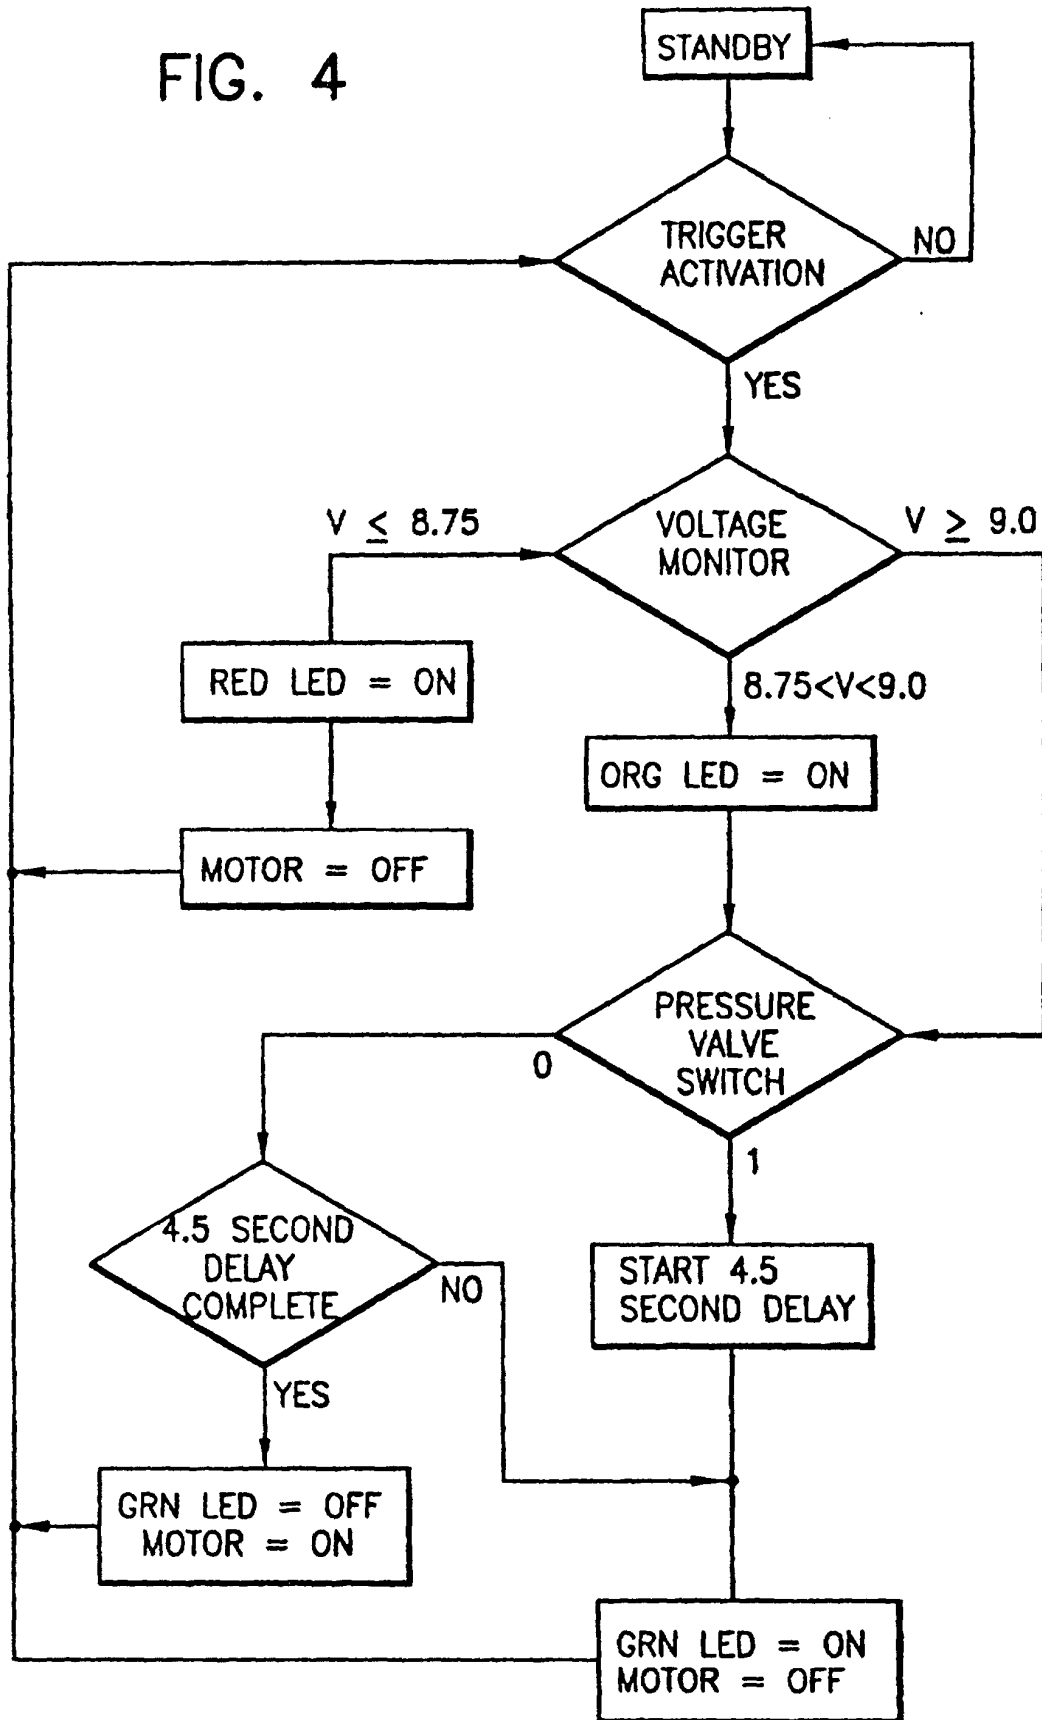 FIG. 4
STANDBY
TRIGGER
ACTIVATION
NO
YES
V ≤ 8.75
VOLTAGE
MONITOR
V ≥ 9.0
RED LED = ON
8.75<V<9.0
ORG LED = ON
MOTOR = OFF
PRESSURE
VALVE
SWITCH
0
1
4.5 SECOND
DELAY
COMPLETE
NO
START 4.5
SECOND DELAY
YES
GRN LED = OFF
MOTOR = ON
GRN LED = ON
MOTOR = OFF